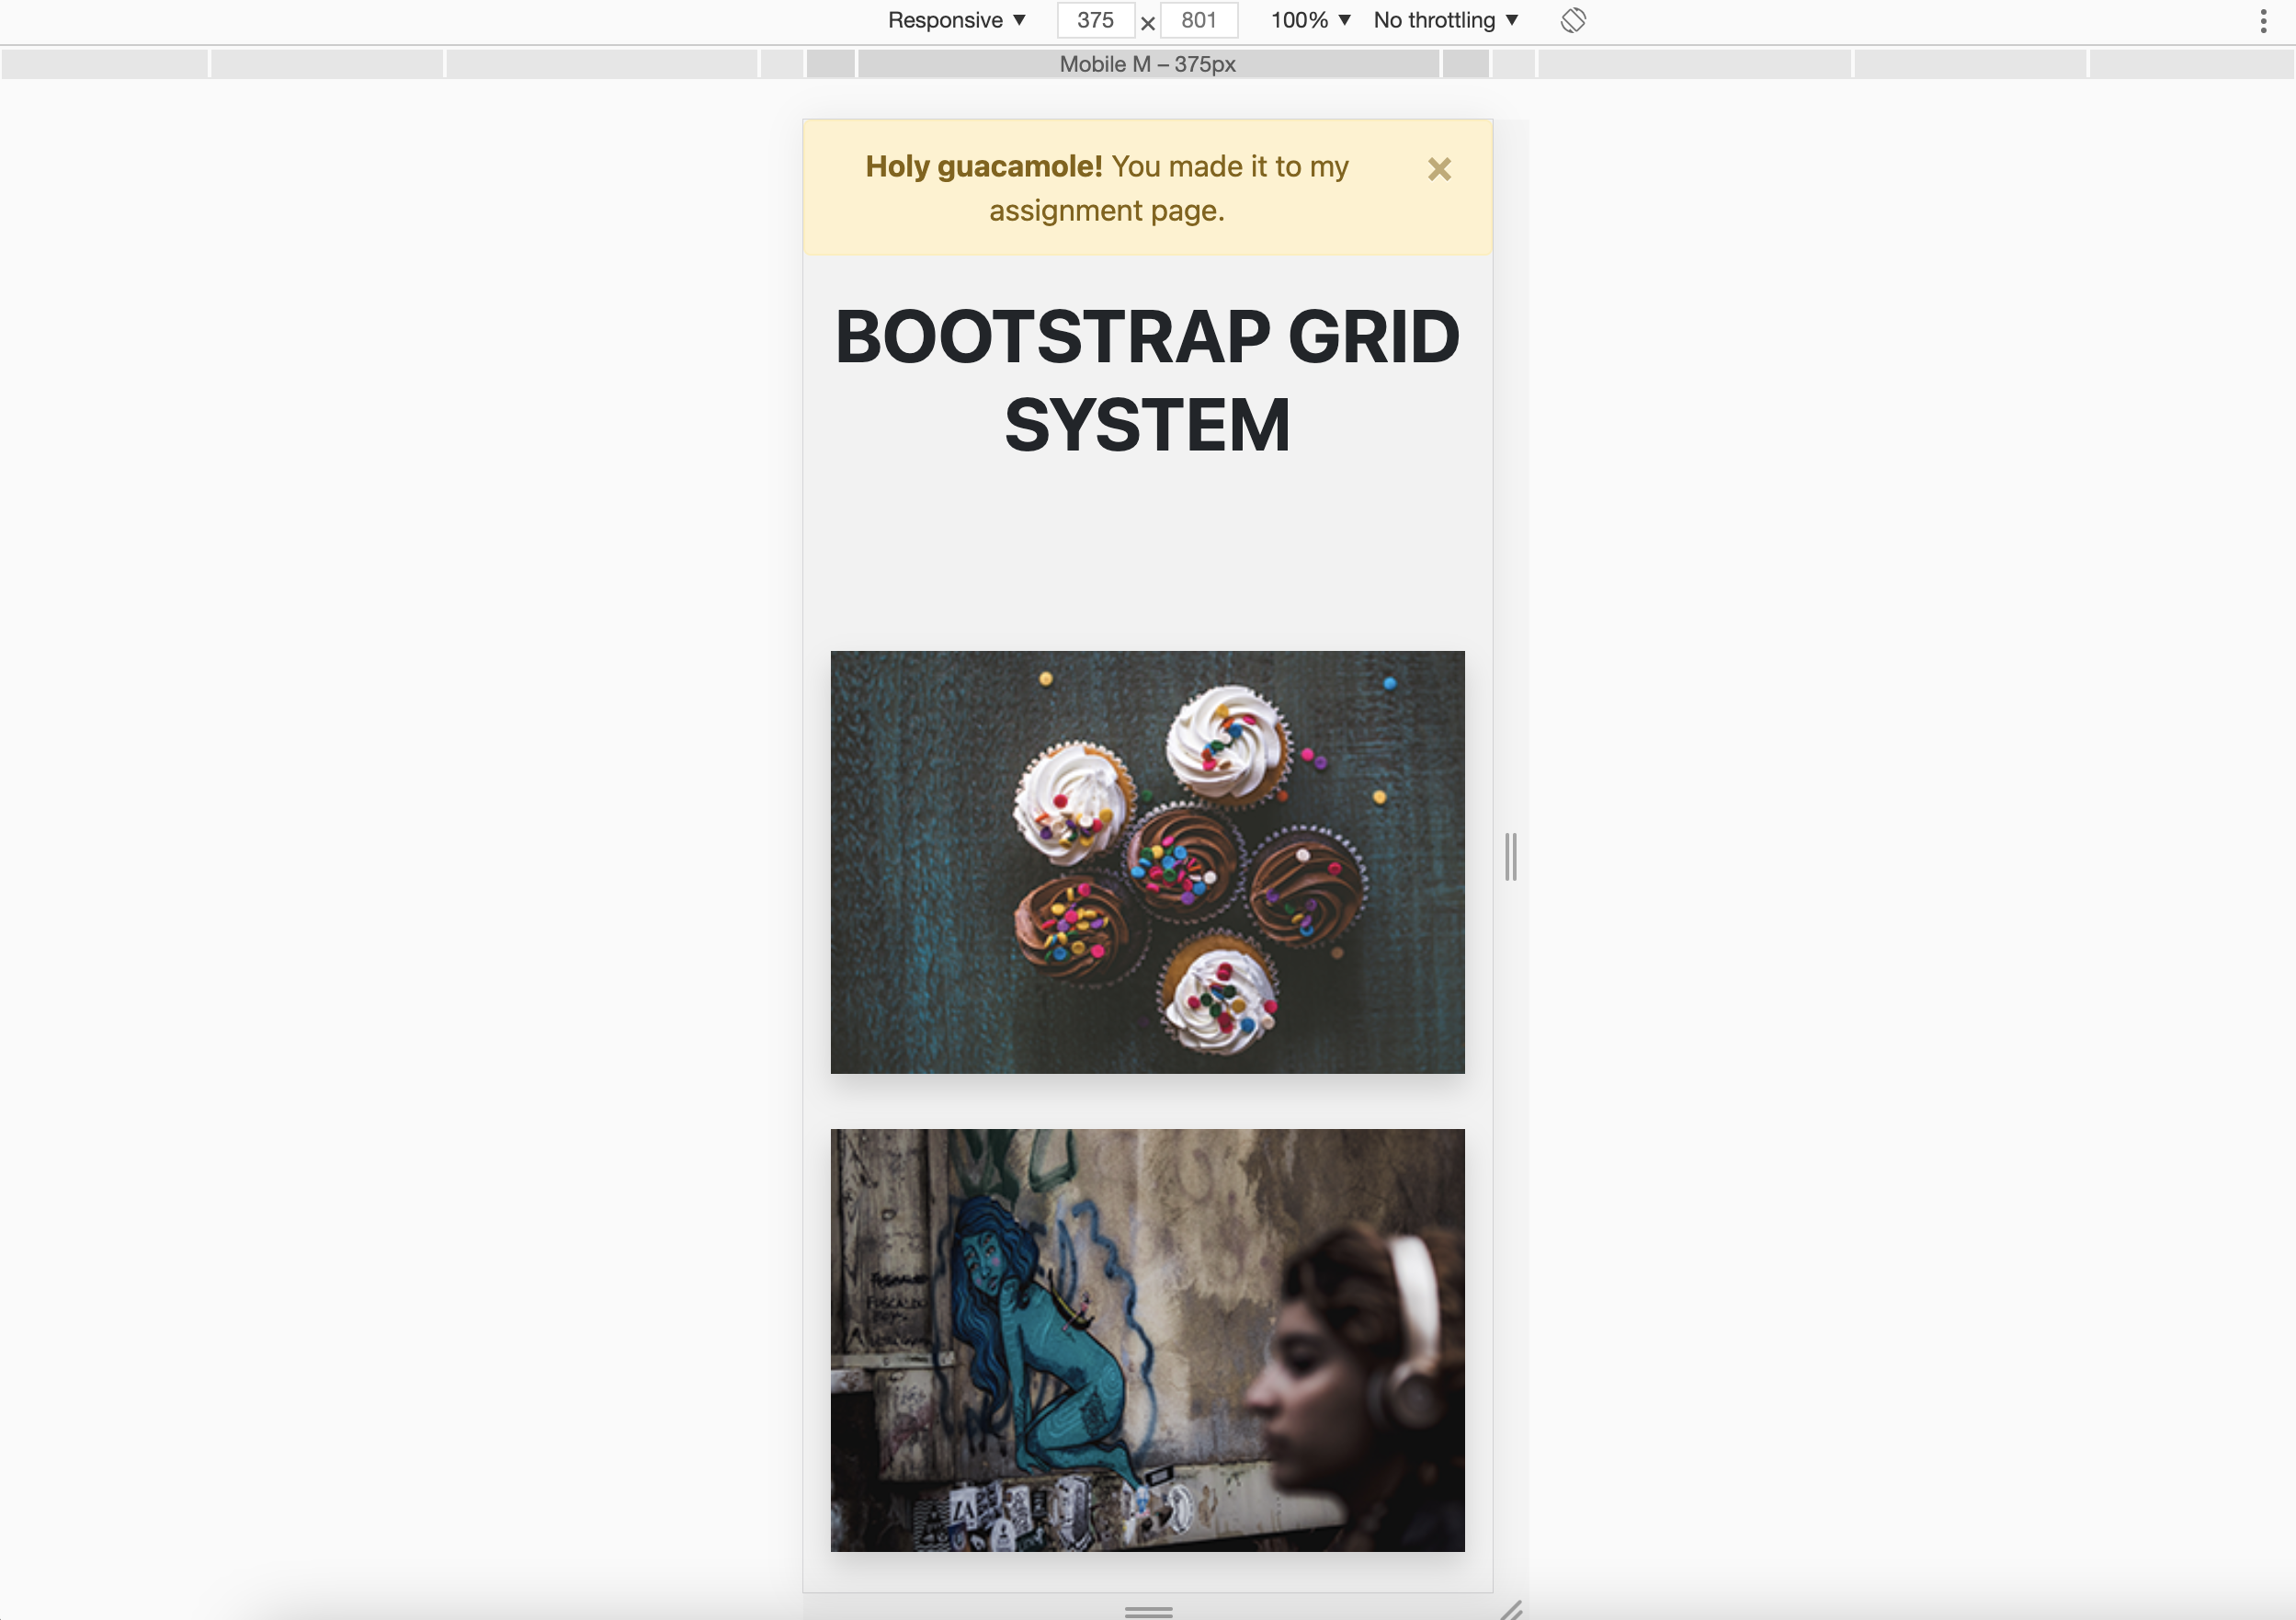 Responsive ▼ 375 × 801 100% ▼ No throttling ▼
Mobile M – 375px
Holy guacamole! You made it to my
assignment page.
×
BOOTSTRAP GRID
SYSTEM